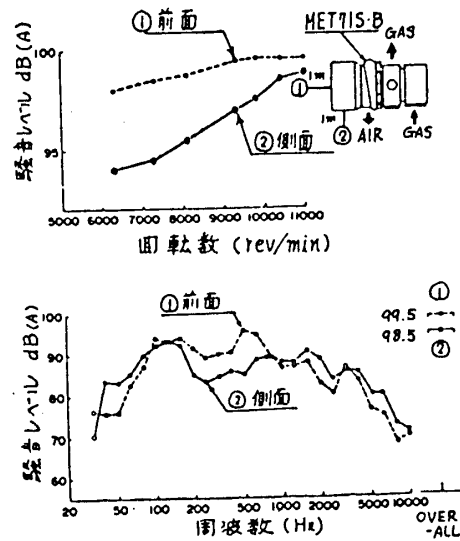 ① 前面
MET71S-B
GAS
100
95
騒音レベル dB(A)
① 1m
1m
②
② 側面
AIR
GAS
5000 6000 7000 8000 9000 10000 11000
回転数 (rev/min)
① 前面
①
99.5
98.5
②
100
90
80
70
60
騒音レベル dB(A)
② 側面
20 50 100 200 500 1000 2000 5000 10000
周波数 (Hz)
OVER
-ALL